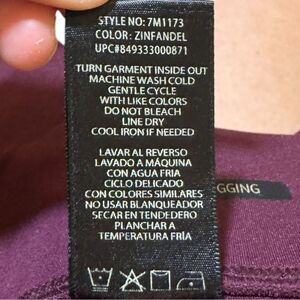 STYLE NO: 7M1173
COLOR: ZINFANDEL
UPC#849333000871
TURN GARMENT INSIDE OUT
MACHINE WASH COLD
GENTLE CYCLE
WITH LIKE COLORS
DO NOT BLEACH
LINE DRY
COOL IRON IF NEEDED
LAVAR AL REVERSO
LAVADO A MÁQUINA
CON AGUA FRIA
CICLO DELICADO
CON COLORES SIMILARES
NO USAR BLANQUEADOR
SECAR EN TENDEDERO
PLANCHAR A
TEMPERATURA FRÍA
EGGING